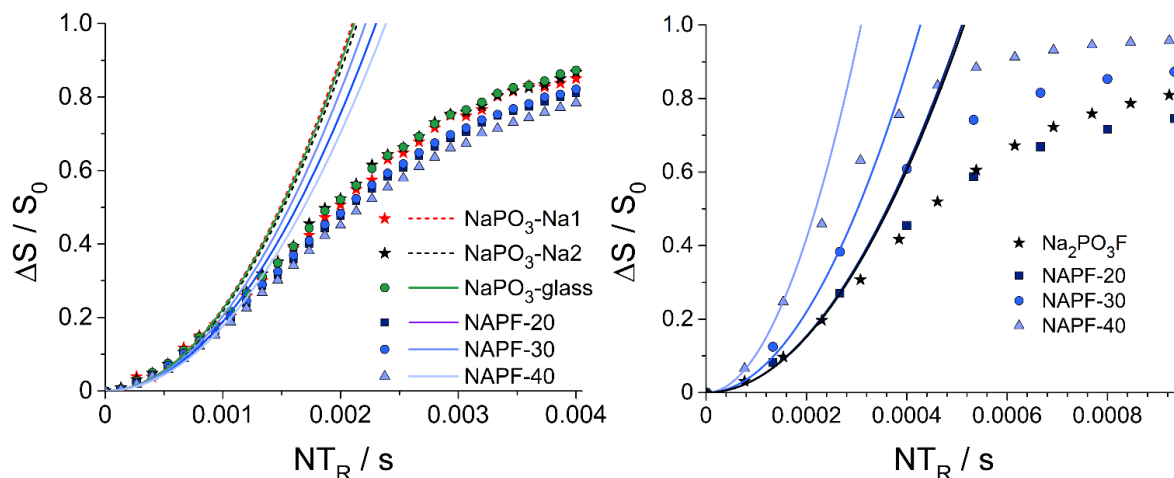 1.0
0.8
0.6
0.4
0.2
0
ΔS / S0
0
0.001
0.002
0.003
0.004
NTR / s
NaPO3-Na1
NaPO3-Na2
NaPO3-glass
NAPF-20
NAPF-30
NAPF-40
1.0
0.8
0.6
0.4
0.2
0
ΔS / S0
0
0.0002
0.0004
0.0006
0.0008
NTR / s
Na2PO3F
NAPF-20
NAPF-30
NAPF-40